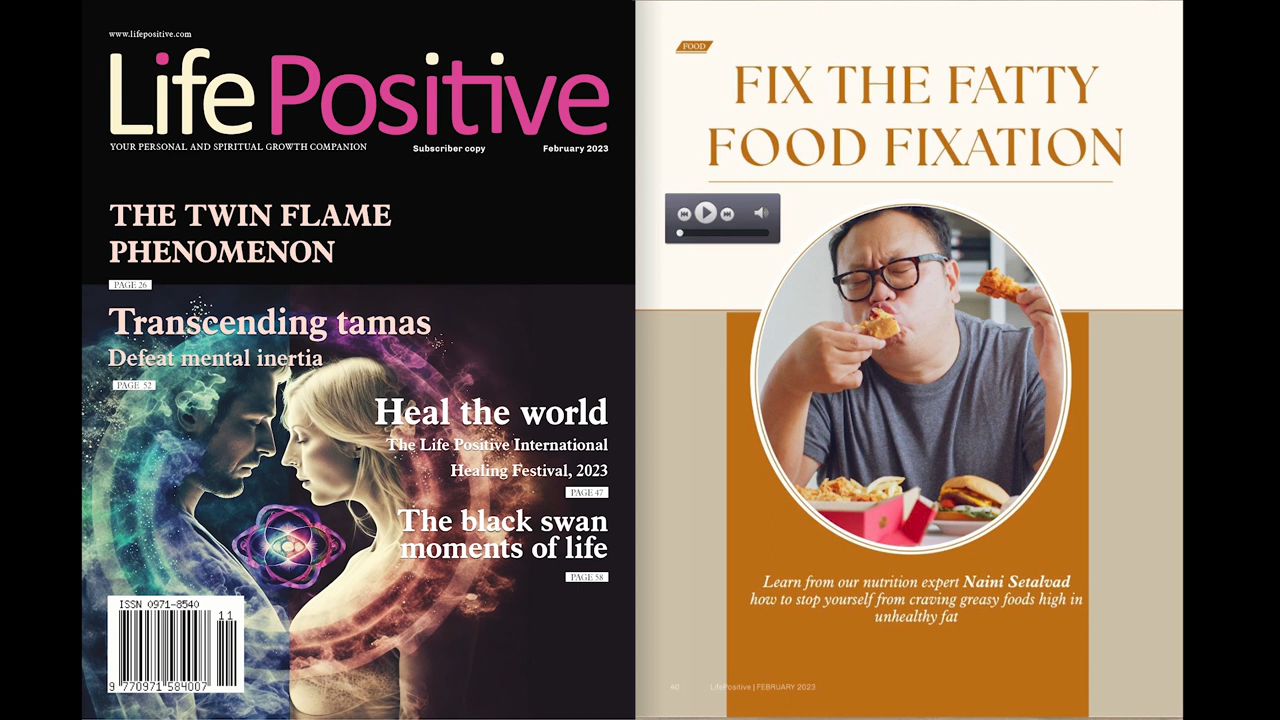 www.lifepositive.com
Life Positive
YOUR PERSONAL AND SPIRITUAL GROWTH COMPANION
Subscriber copy
February 2023
THE TWIN FLAME
PHENOMENON
PAGE 26
Transcending tamas
Defeat mental inertia
PAGE 52
Heal the world
The Life Positive International
Healing Festival, 2023
PAGE 47
The black swan
moments of life
PAGE 58
ISSN 0971-8540
11
9 770971 584007
FOOD
FIX THE FATTY
FOOD FIXATION
Learn from our nutrition expert Naini Setalvad
how to stop yourself from craving greasy foods high in
unhealthy fat
60 LifePositive | FEBRUARY 2023